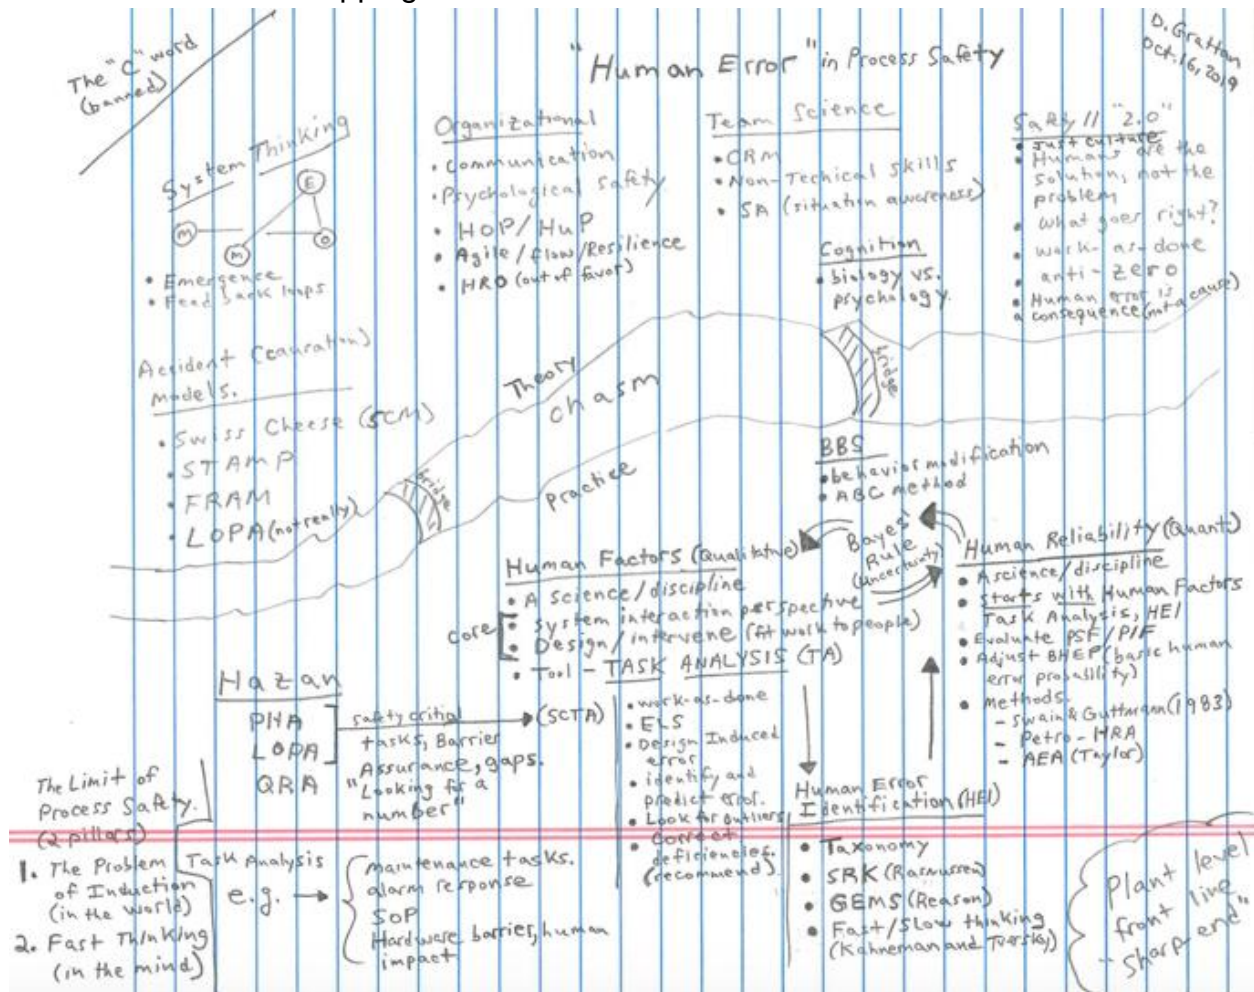 The "C" word
(banned)
"Human Error" in Process Safety
D. Grattan
Oct. 16, 2019
System Thinking
E
M
M
O
• Emergence
• Feed back loops
Organizational
• Communication
• Psychological Safety
• HOP/HuP
• Agile/flow/Resilience
• HRO (out of favor)
Team Science
• CRM
• Non-Technical Skills
• SA (situation awareness)
Cognition
• biology vs.
psychology
Safety II "2.0"
• Just culture
• Humans are the
solution, not the
problem
• What goes right?
• work-as-done
• anti-zero
• Human error is
a consequence (not a cause)
Accident (causation)
models.
• Swiss Cheese (SCM)
• STAMP
• FRAM
• LOPA (not really)
Theory
chasm
Practice
bridge
bridge
BBS
• behavior modification
• ABC method
Bayes'
Rule
(uncertainty)
Human Factors (Qualitative)
• A science/discipline
core
• System interaction perspective
• Design/intervene (fit work to people)
• Tool - TASK ANALYSIS (TA)
Human Reliability (Quant)
• A science/discipline
• Starts with Human Factors
Task Analysis, HEI
• Evaluate PSF/PIF
• Adjust BHEP (basic human
error probability)
• Methods.
- Swain & Guttmann (1983)
- Petro-HRA
- AEA (Taylor)
Hazan
PHA
LOPA
QRA
safety critical
tasks, Barrier
Assurance, gaps.
"Looking for a
number"
(SCTA)
• work-as-done
• ELS
• Design Induced
error
• identify and
predict error.
• Look for outliers
• Correct
deficiencies.
(recommend)
Human Error
Identification (HEI)
• Taxonomy
• SRK (Rasmussen)
• GEMS (Reason)
• Fast/Slow thinking
(Kahneman and Tversky)
The Limit of
Process Safety.
(2 pillars)
1. The Problem
of Induction
(in the world)
2. Fast Thinking
(in the mind)
Task Analysis
e.g.
maintenance tasks.
alarm response
SOP
Hardware barrier, human
impact
Plant level
front line
"sharp end"